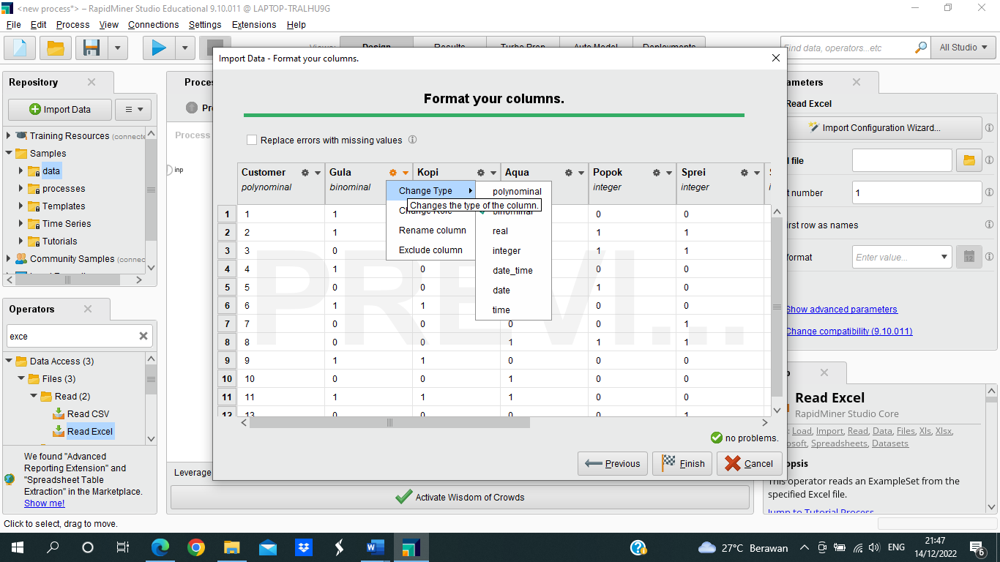 <new process*> – RapidMiner Studio Educational 9.10.011 @ LAPTOP-TRALHU9G
File Edit Process View Connections Settings Extensions Help
Views: Design Results Turbo Prep Auto Model Deployments
Find data, operators...etc
All Studio
Repository
Import Data
Training Resources (connecte
Samples
data
processes
Templates
Time Series
Tutorials
Community Samples (connec
Operators
exce
Data Access (3)
Files (3)
Read (2)
Read CSV
Read Excel
We found "Advanced
Reporting Extension" and
"Spreadsheet Table
Extraction" in the Marketplace.
Show me!
Proces
Pr
Process
inp
Leverage
Activate Wisdom of Crowds
Import Data - Format your columns.
Format your columns.
Replace errors with missing values
Customer Gula Kopi Aqua Popok Sprei
polynominal binominal integer integer
PREVI...
1 1 1 0 0
2 2 1 1 1
3 3 0 1 1
4 4 1 0 0 0
5 5 0 0 1 0
6 6 1 1 0 0
7 7 0 0 0 0 1
8 8 0 0 1 1 1
9 9 1 1 0 0 0
10 10 0 0 1 0 0
11 11 1 1 1 0 0
12 13 0 0 0 0 1
Change Type
Changes the type of the column.
Change Role
Rename column
Exclude column
polynominal
binominal
real
integer
date_time
date
time
no problems.
Previous
Finish
Cancel
ameters
Read Excel
Import Configuration Wizard...
l file
t number
1
irst row as names
format
Enter value...
12
Show advanced parameters
Change compatibility (9.10.011)
p
Read Excel
RapidMiner Studio Core
: Load, Import, Read, Data, Files, Xls, Xlsx,
osoft, Spreadsheets, Datasets
opsis
This operator reads an ExampleSet from the
specified Excel file.
Jump to Tutorial Process
Click to select, drag to move.
27°C Berawan
ENG
21:47
14/12/2022
6